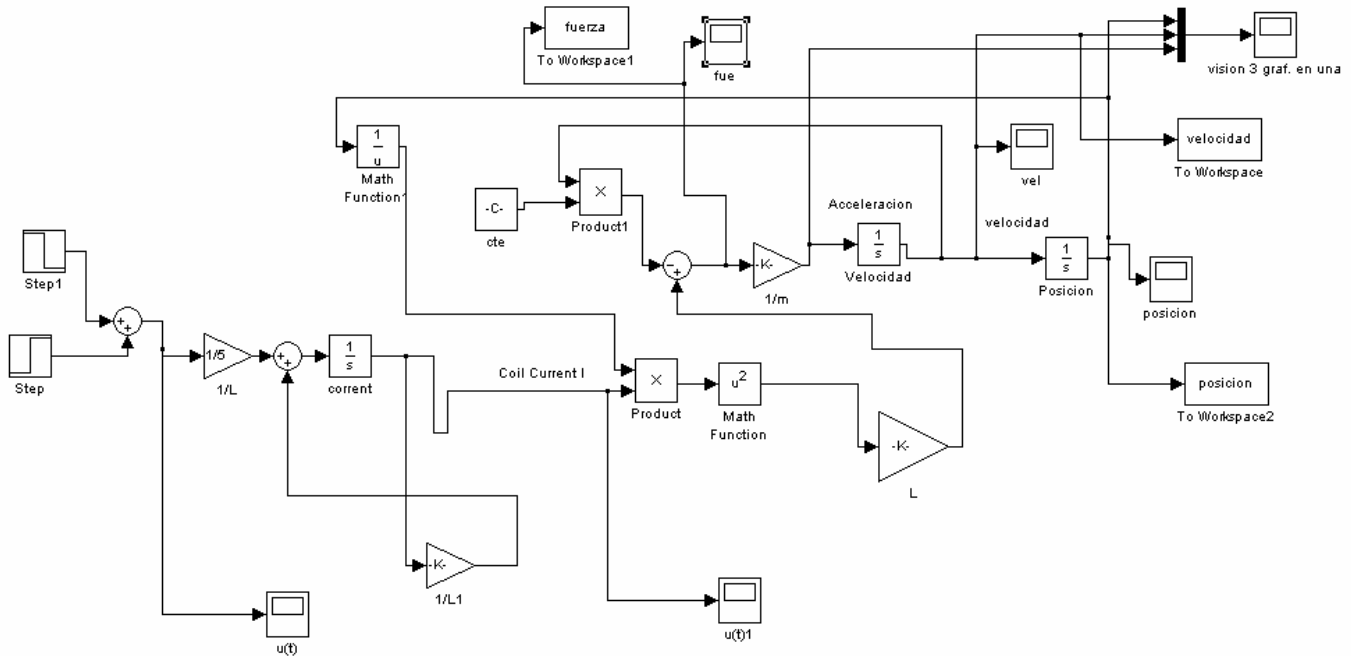 fuerza
To Workspace1
fue
vision 3 graf. en una
1
u
Math
Function1
velocidad
To Workspace
vel
×
Product1
-C-
cte
Acceleracion
1
s
Velocidad
velocidad
1
s
Posicion
posicion
-K-
1/m
Step1
Step
1/5
1/L
1
s
corrent
Coil Current I
×
Product
u2
Math
Function
-K-
L
posicion
To Workspace2
-K-
1/L1
u(t)
u(t)1